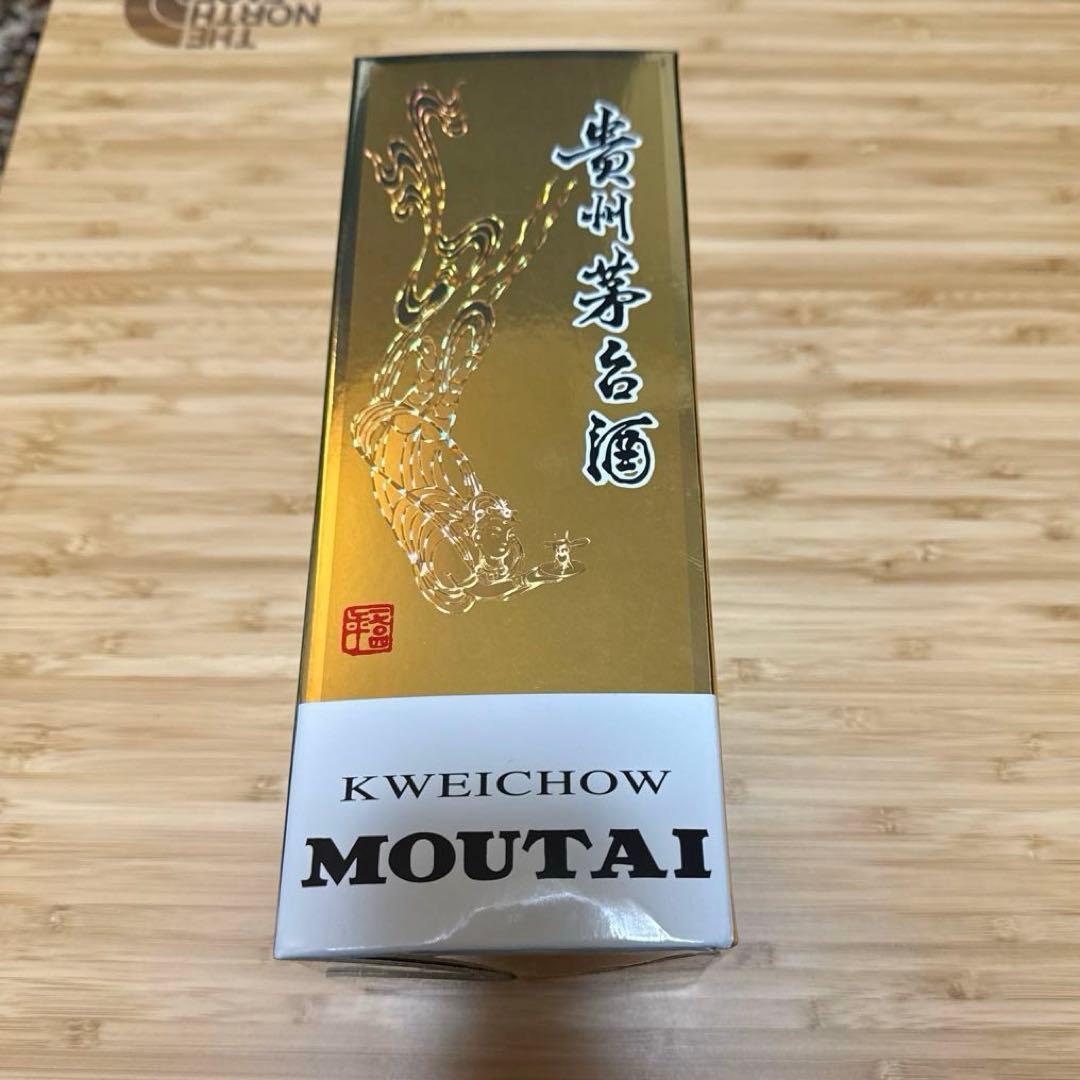 THE
NORTH
貴州茅台酒
KWEICHOW
MOUTAI